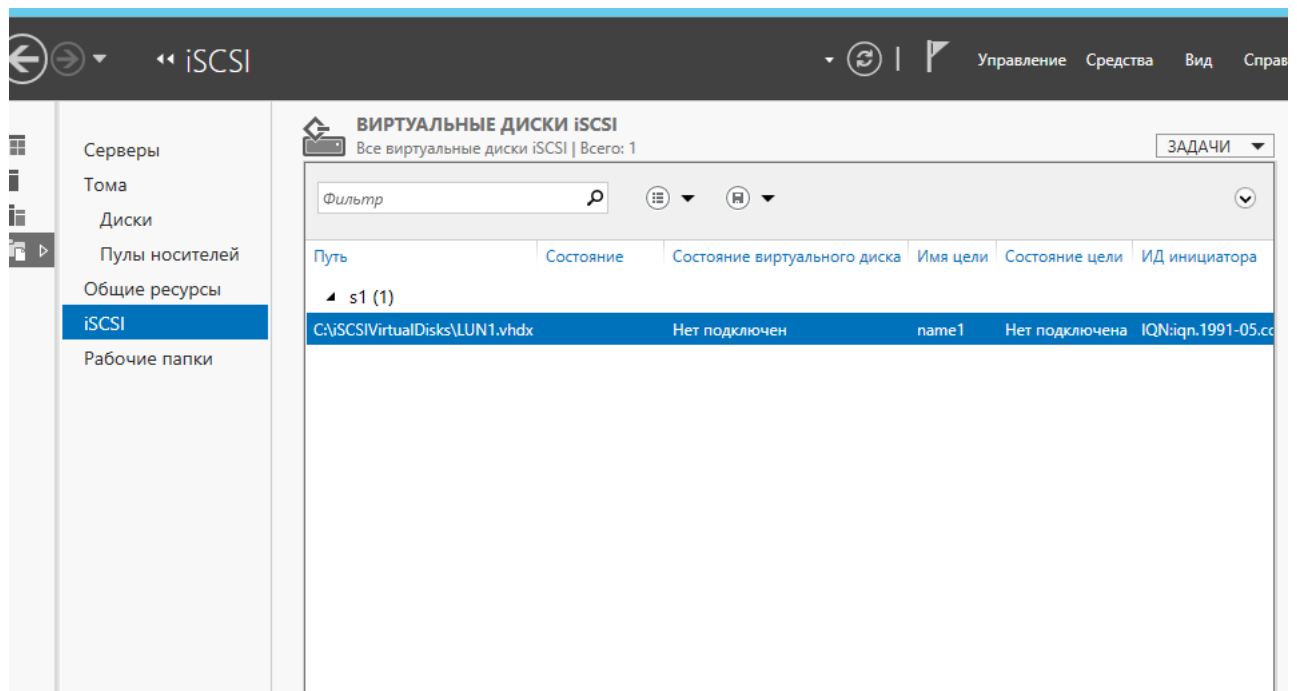 iSCSI
Управление Средства Вид Справ
Серверы
Тома
Диски
Пулы носителей
Общие ресурсы
iSCSI
Рабочие папки
ВИРТУАЛЬНЫЕ ДИСКИ iSCSI
Все виртуальные диски iSCSI | Всего: 1
ЗАДАЧИ
Фильтр
Путь Состояние Состояние виртуального диска Имя цели Состояние цели ИД инициатора
s1 (1)
C:\iSCSIVirtualDisks\LUN1.vhdx Нет подключен name1 Нет подключена IQN:iqn.1991-05.co